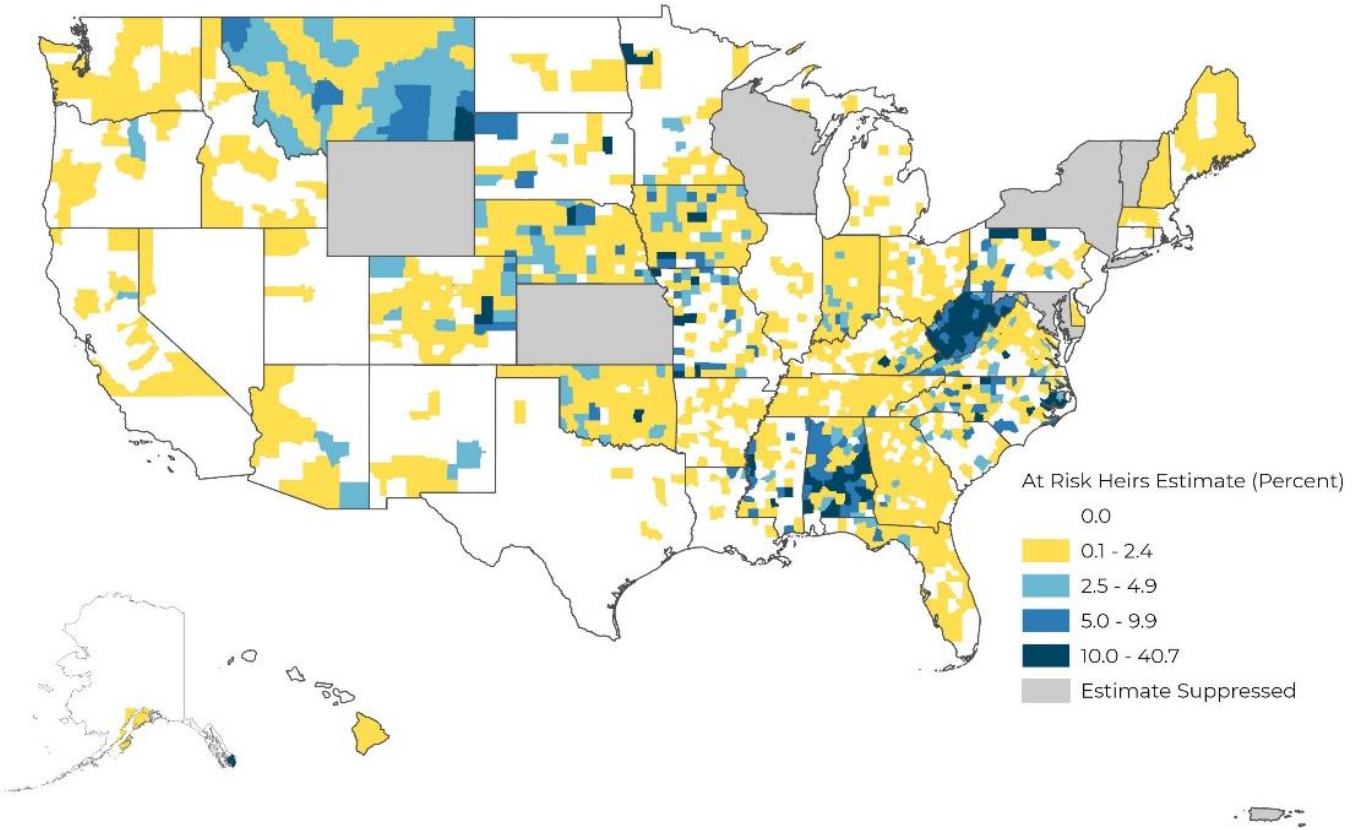 At Risk Heirs Estimate (Percent)
0.0
0.1 - 2.4
2.5 - 4.9
5.0 - 9.9
10.0 - 40.7
Estimate Suppressed